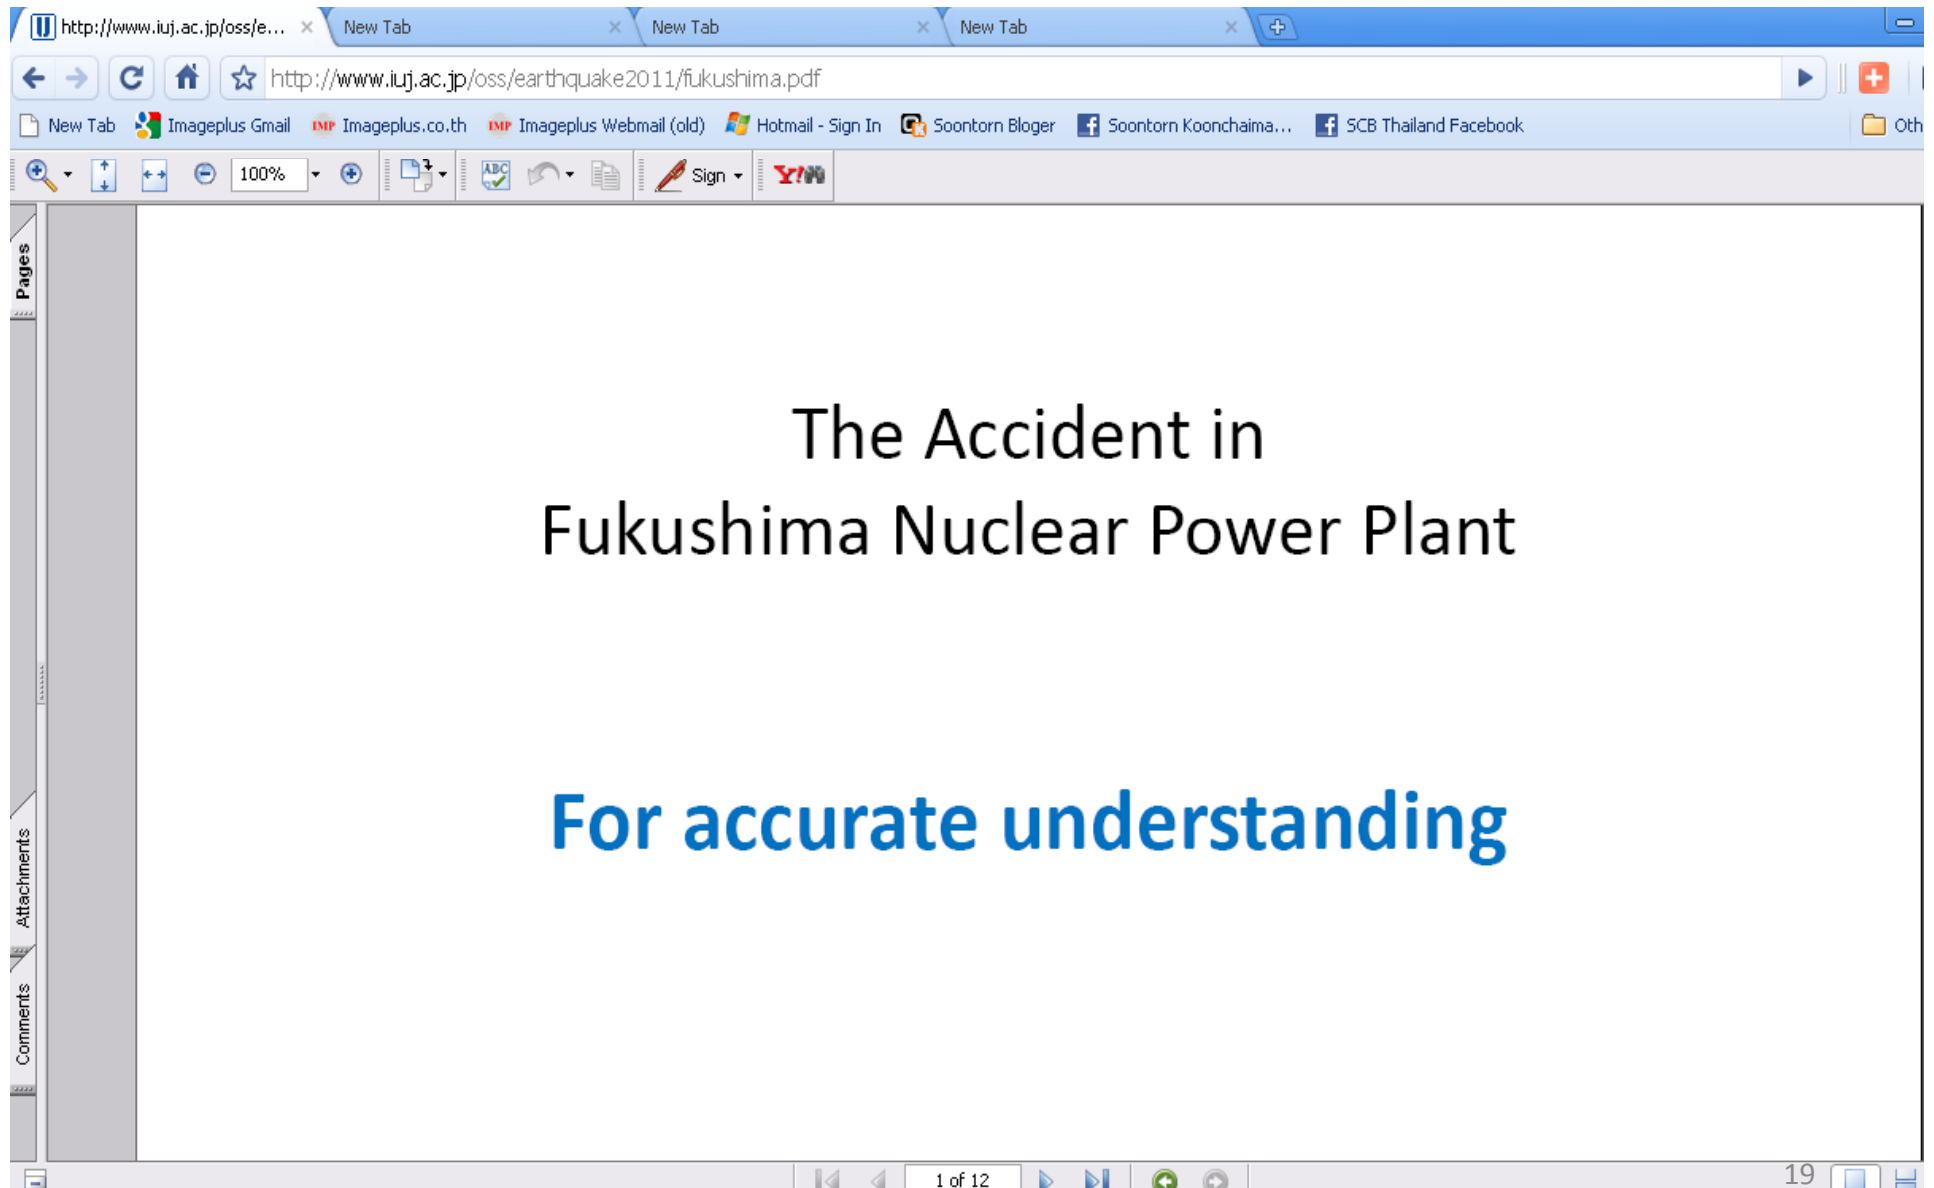 http://www.iuj.ac.jp/oss/e...
New Tab
New Tab
New Tab
http://www.iuj.ac.jp/oss/earthquake2011/fukushima.pdf
New Tab
Imageplus Gmail
IMP Imageplus.co.th
IMP Imageplus Webmail (old)
Hotmail - Sign In
Soontorn Bloger
Soontorn Koonchaima...
SCB Thailand Facebook
Oth
100%
ABC
Sign
Y!
Pages
The Accident in
Fukushima Nuclear Power Plant
For accurate understanding
Attachments
Comments
1 of 12
19